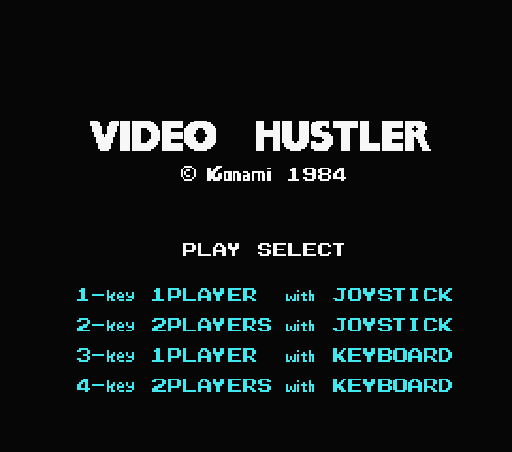 VIDEO HUSTLER
© Konami 1984
PLAY SELECT
1-key 1PLAYER with JOYSTICK
2-key 2PLAYERS with JOYSTICK
3-key 1PLAYER with KEYBOARD
4-key 2PLAYERS with KEYBOARD